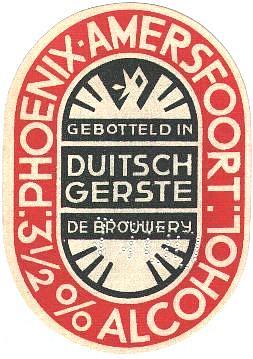 PHOENIX·AMERSFOORT:
3½% ALCOHOL.
GEBOTTELD IN
DUITSCH
GERSTE
DE BROUWERY